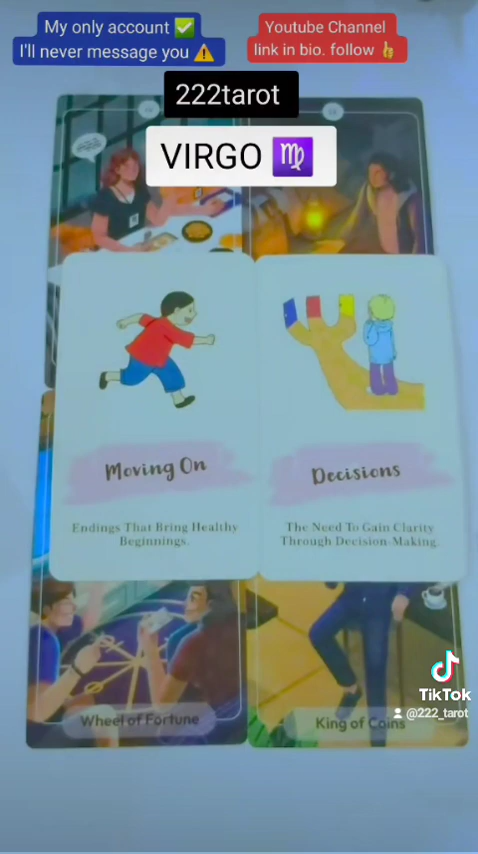 My only account ✅
I'll never message you ⚠️
Youtube Channel
link in bio. follow 👍
222tarot
VIRGO ♍
Moving On
Endings That Bring Healthy
Beginnings.
Decisions
The Need To Gain Clarity
Through Decision-Making.
Wheel of Fortune
King of Coins
TikTok
@222_tarot